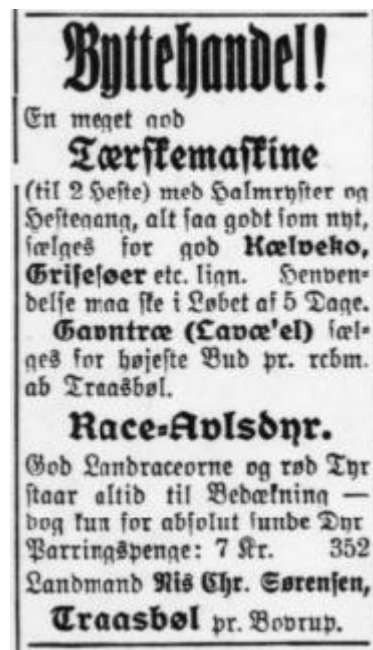 Byttehandel!
En meget god
Tærskemaskine
(til 2 Heste) med Halmryster og
Hestegang, alt saa godt som nyt,
sælges for god Kælveko,
Grisesøer etc. lign. Henven-
delse maa ske i Løbet af 5 Dage.
Gavntræ (Lavæ'el) sæl-
ges for højeste Bud pr. rcbm.
ab Traasbøl.
Race-Avlsdyr.
God Landraceorne og rød Tyr
staar altid til Bedækning —
dog kun for absolut sunde Dyr
Parringspenge: 7 Kr. 352
Landmand Nis Chr. Sørensen,
Traasbøl pr. Bovrup.